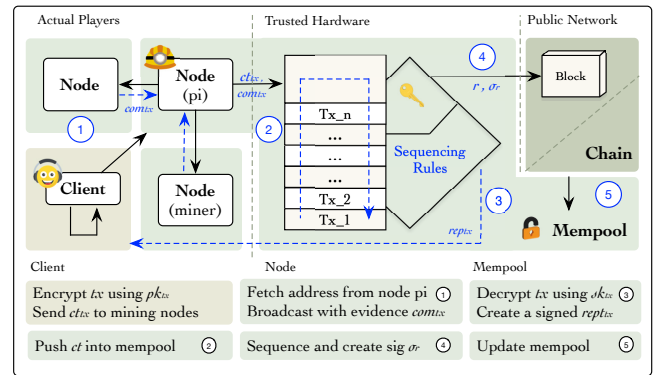 Actual Players
Trusted Hardware
Public Network
Node
Node
(pi)
ct_tx,
com_tx
com_tx
1
2
4
r, σ_r
Block
Chain
Tx_n
...
...
...
Tx_2
Tx_1
Sequencing
Rules
3
rept_tx
Client
Node
(miner)
5
Mempool
Client
Encrypt tx using pk_tx
Send ct_tx to mining nodes
Push ct into mempool 2
Node
Fetch address from node pi 1
Broadcast with evidence com_tx
Sequence and create sig σ_r 4
Mempool
Decrypt tx using sk_tx 3
Create a signed rept_tx
Update mempool 5